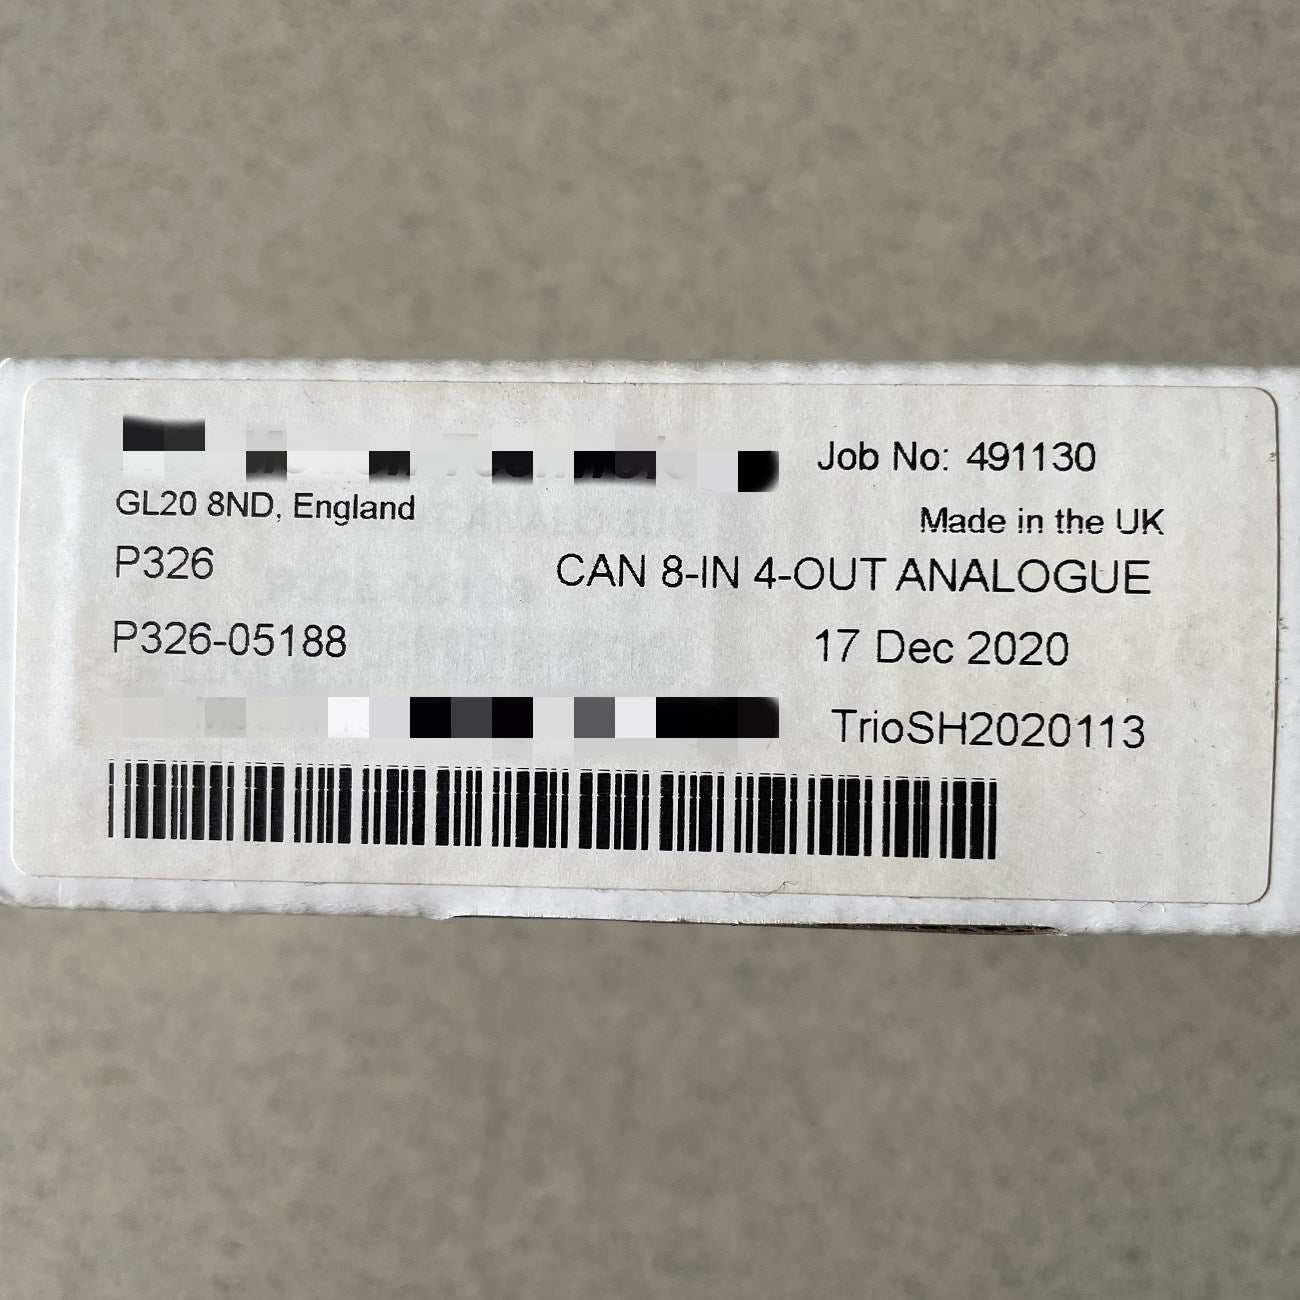 Job No: 491130
GL20 8ND, England
Made in the UK
P326
CAN 8-IN 4-OUT ANALOGUE
P326-05188
17 Dec 2020
TrioSH2020113